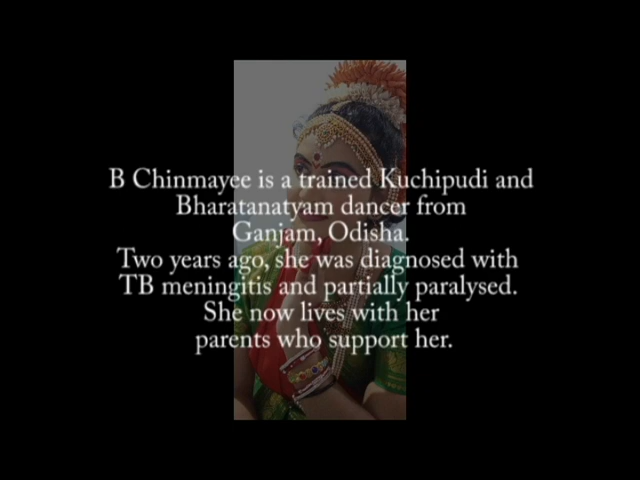 B Chinmayee is a trained Kuchipudi and
Bharatanatyam dancer from
Ganjam, Odisha.
Two years ago, she was diagnosed with
TB meningitis and partially paralysed.
She now lives with her
parents who support her.